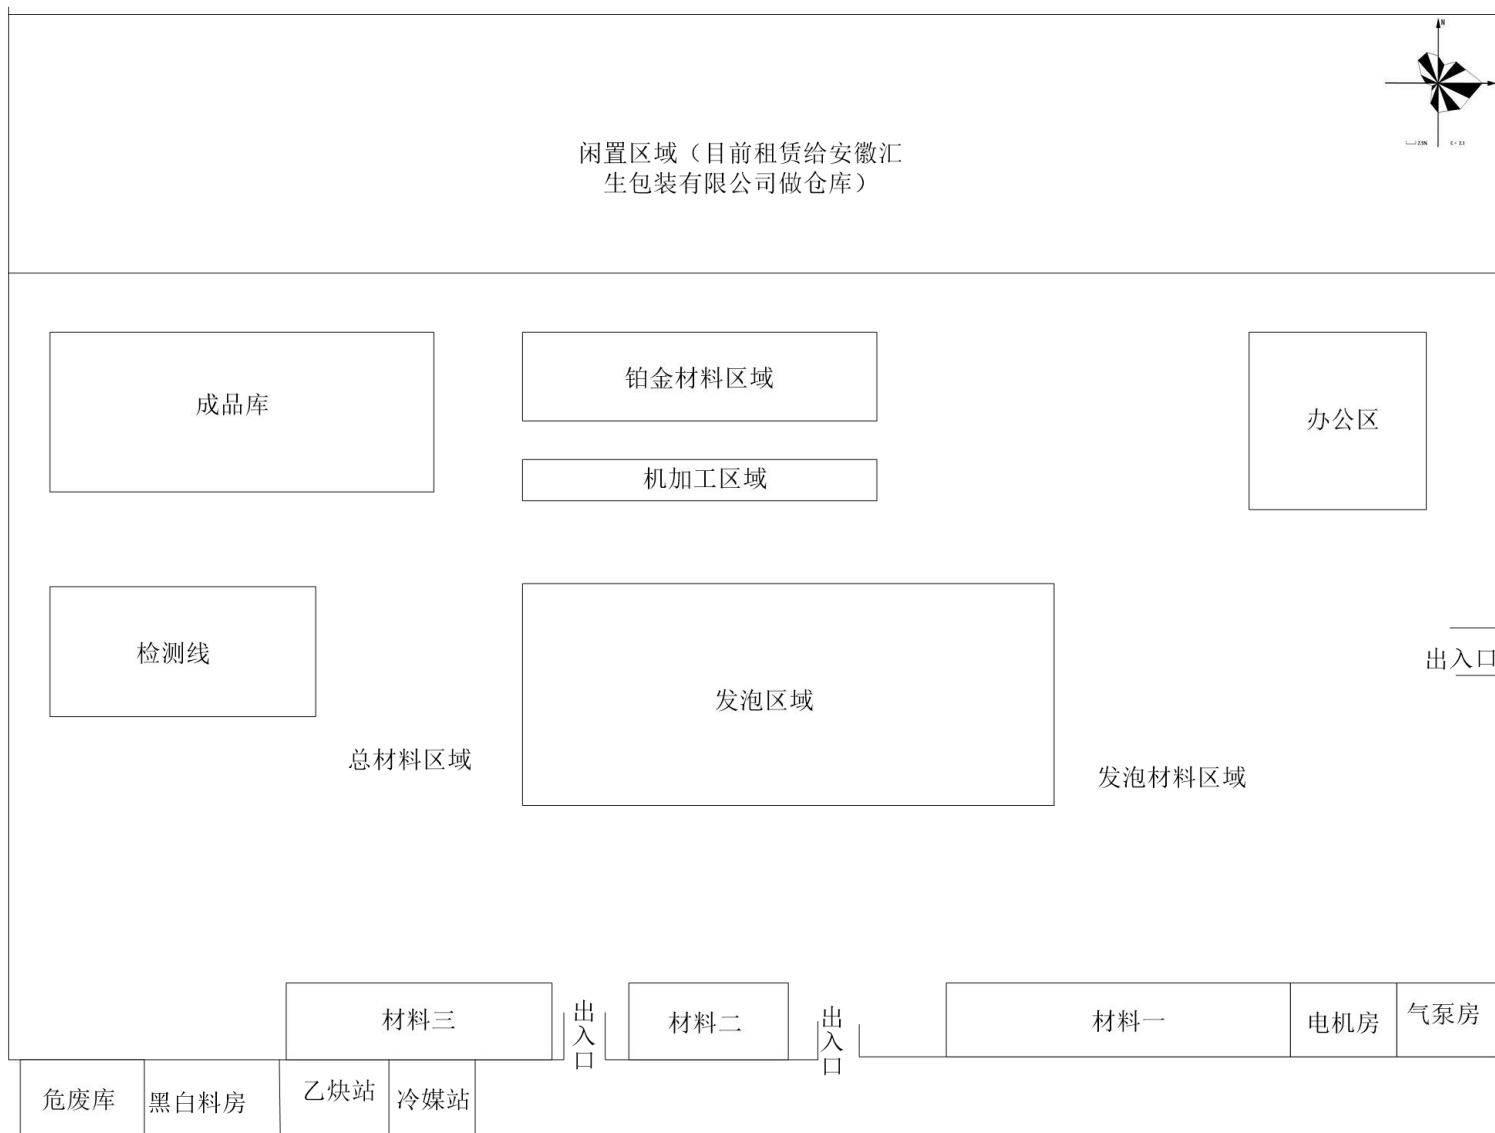 N
2.5% C=2.1
闲置区域（目前租赁给安徽汇
生包装有限公司做仓库）
成品库
铂金材料区域
办公区
机加工区域
检测线
出入口
发泡区域
总材料区域
发泡材料区域
材料三
出入口
材料二
出入口
材料一
电机房
气泵房
危废库
黑白料房
乙炔站
冷媒站